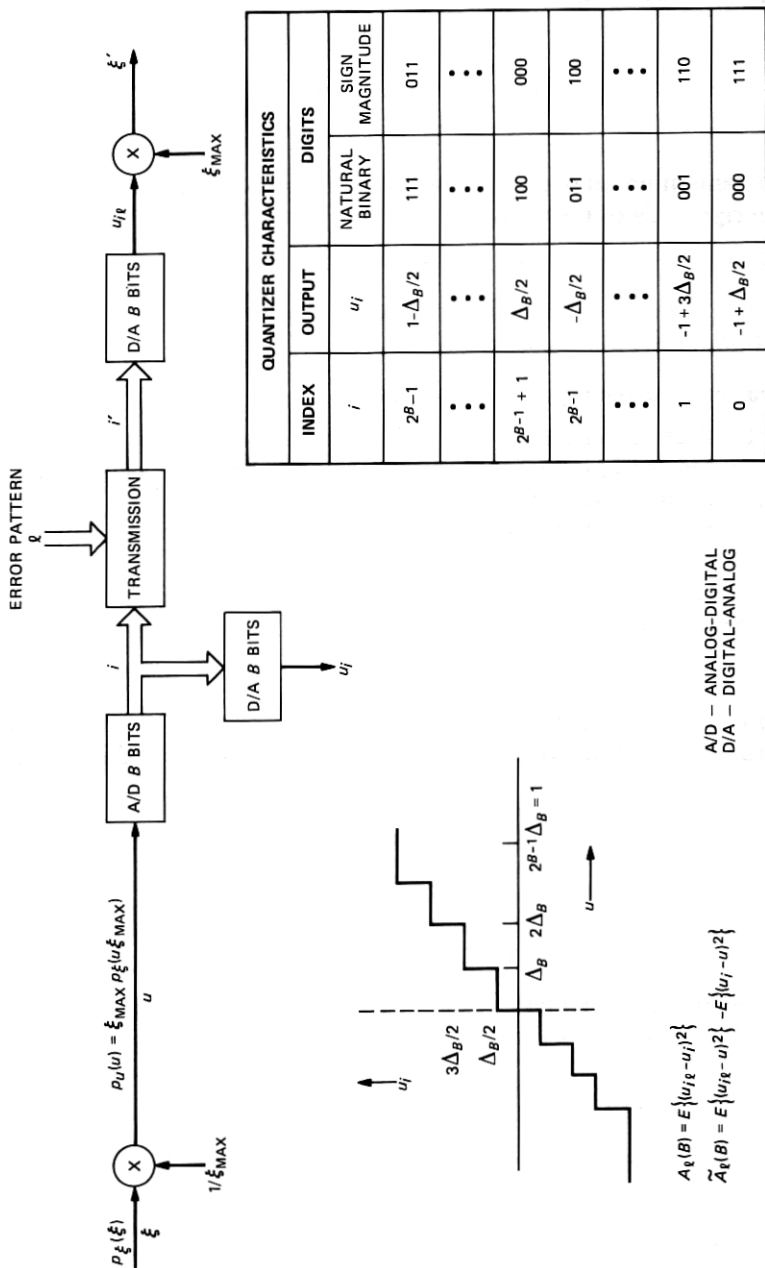 ERROR PATTERN
ℓ
p_ξ(ξ)
ξ
X
1/ξ_MAX
p_u(u) = ξ_MAX p_ξ(uξ_MAX)
u
A/D B BITS
i
TRANSMISSION
i′
D/A B BITS
u_iℓ
X
ξ_MAX
ξ′
D/A B BITS
u_i
u_i
3Δ_B/2
Δ_B/2
Δ_B
2Δ_B
2^{B-1}Δ_B = 1
u
A_ℓ(B) = E{(u_iℓ-u_i)^2}
Ã_ℓ(B) = E{(u_iℓ-u)^2} -E{(u_i-u)^2}
A/D – ANALOG-DIGITAL
D/A – DIGITAL-ANALOG
QUANTIZER CHARACTERISTICS
INDEX OUTPUT DIGITS
i u_i NATURAL BINARY SIGN MAGNITUDE
2^B–1 1-Δ_B/2 111 011
2^{B-1} + 1 Δ_B/2 100 000
2^{B-1} -Δ_B/2 011 100
1 -1 + 3Δ_B/2 001 110
0 -1 + Δ_B/2 000 111